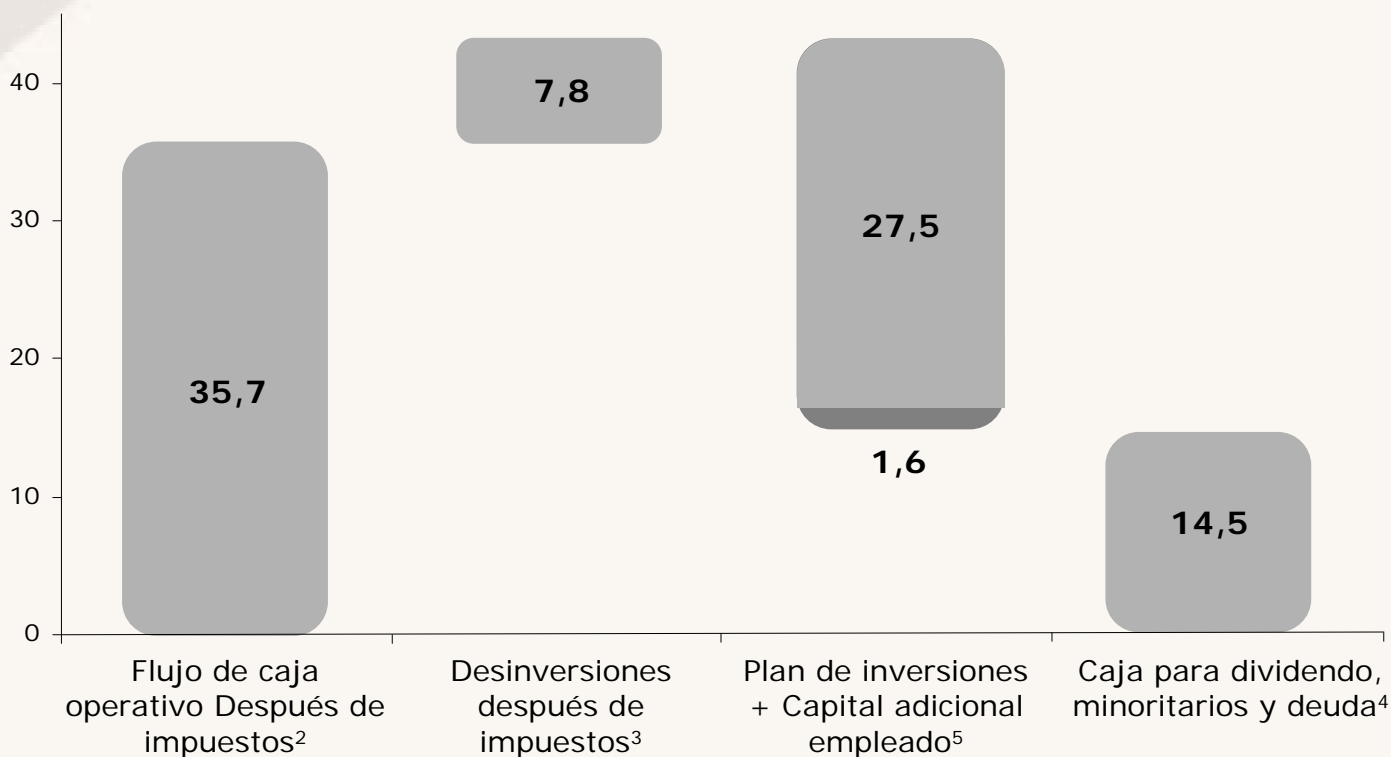 40
30
20
10
0
35,7
7,8
27,5
1,6
14,5
Flujo de caja
operativo Después de
impuestos²
Desinversiones
después de
impuestos³
Plan de inversiones
+ Capital adicional
empleado⁵
Caja para dividendo,
minoritarios y deuda⁴